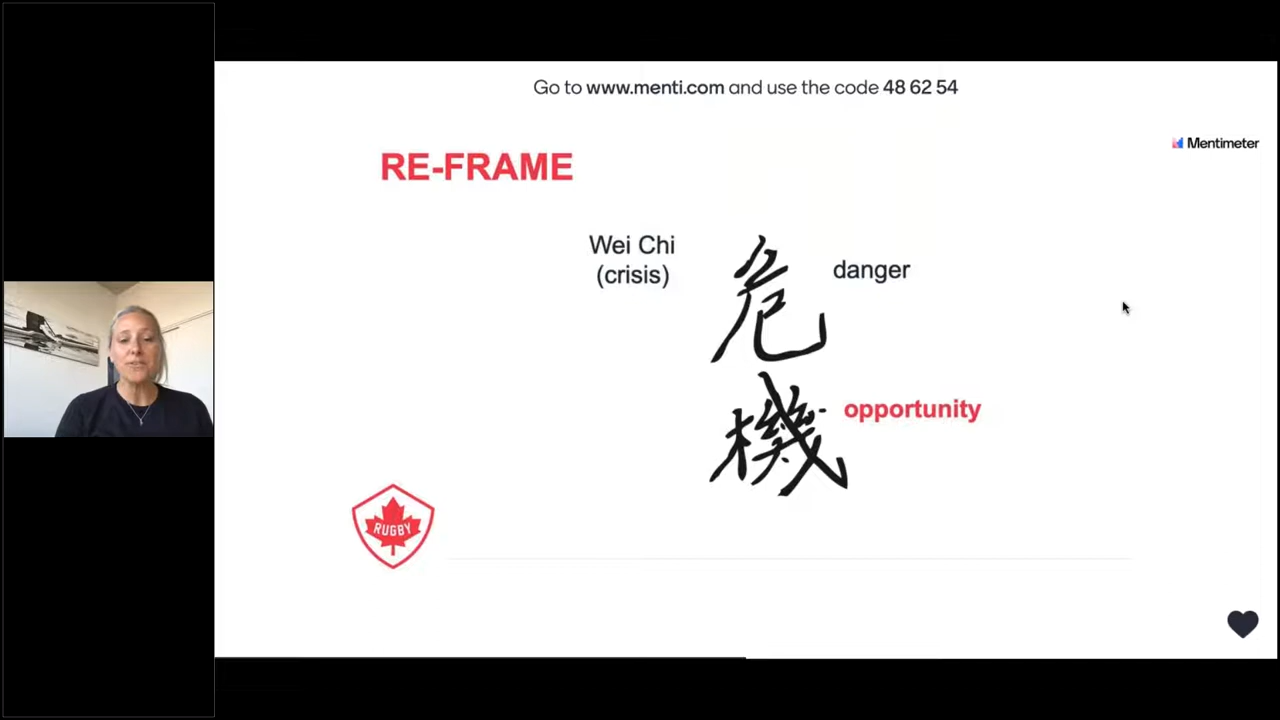 Go to www.menti.com and use the code 48 62 54
Mentimeter
RE-FRAME
Wei Chi
(crisis)
危
danger
機
opportunity
RUGBY